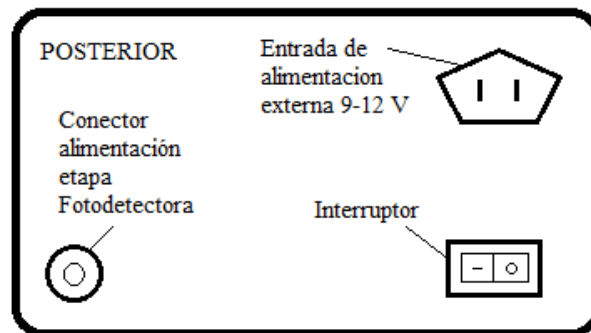 POSTERIOR
Entrada de
alimentacion
externa 9-12 V
Conector
alimentación
etapa
Fotodetectora
Interruptor